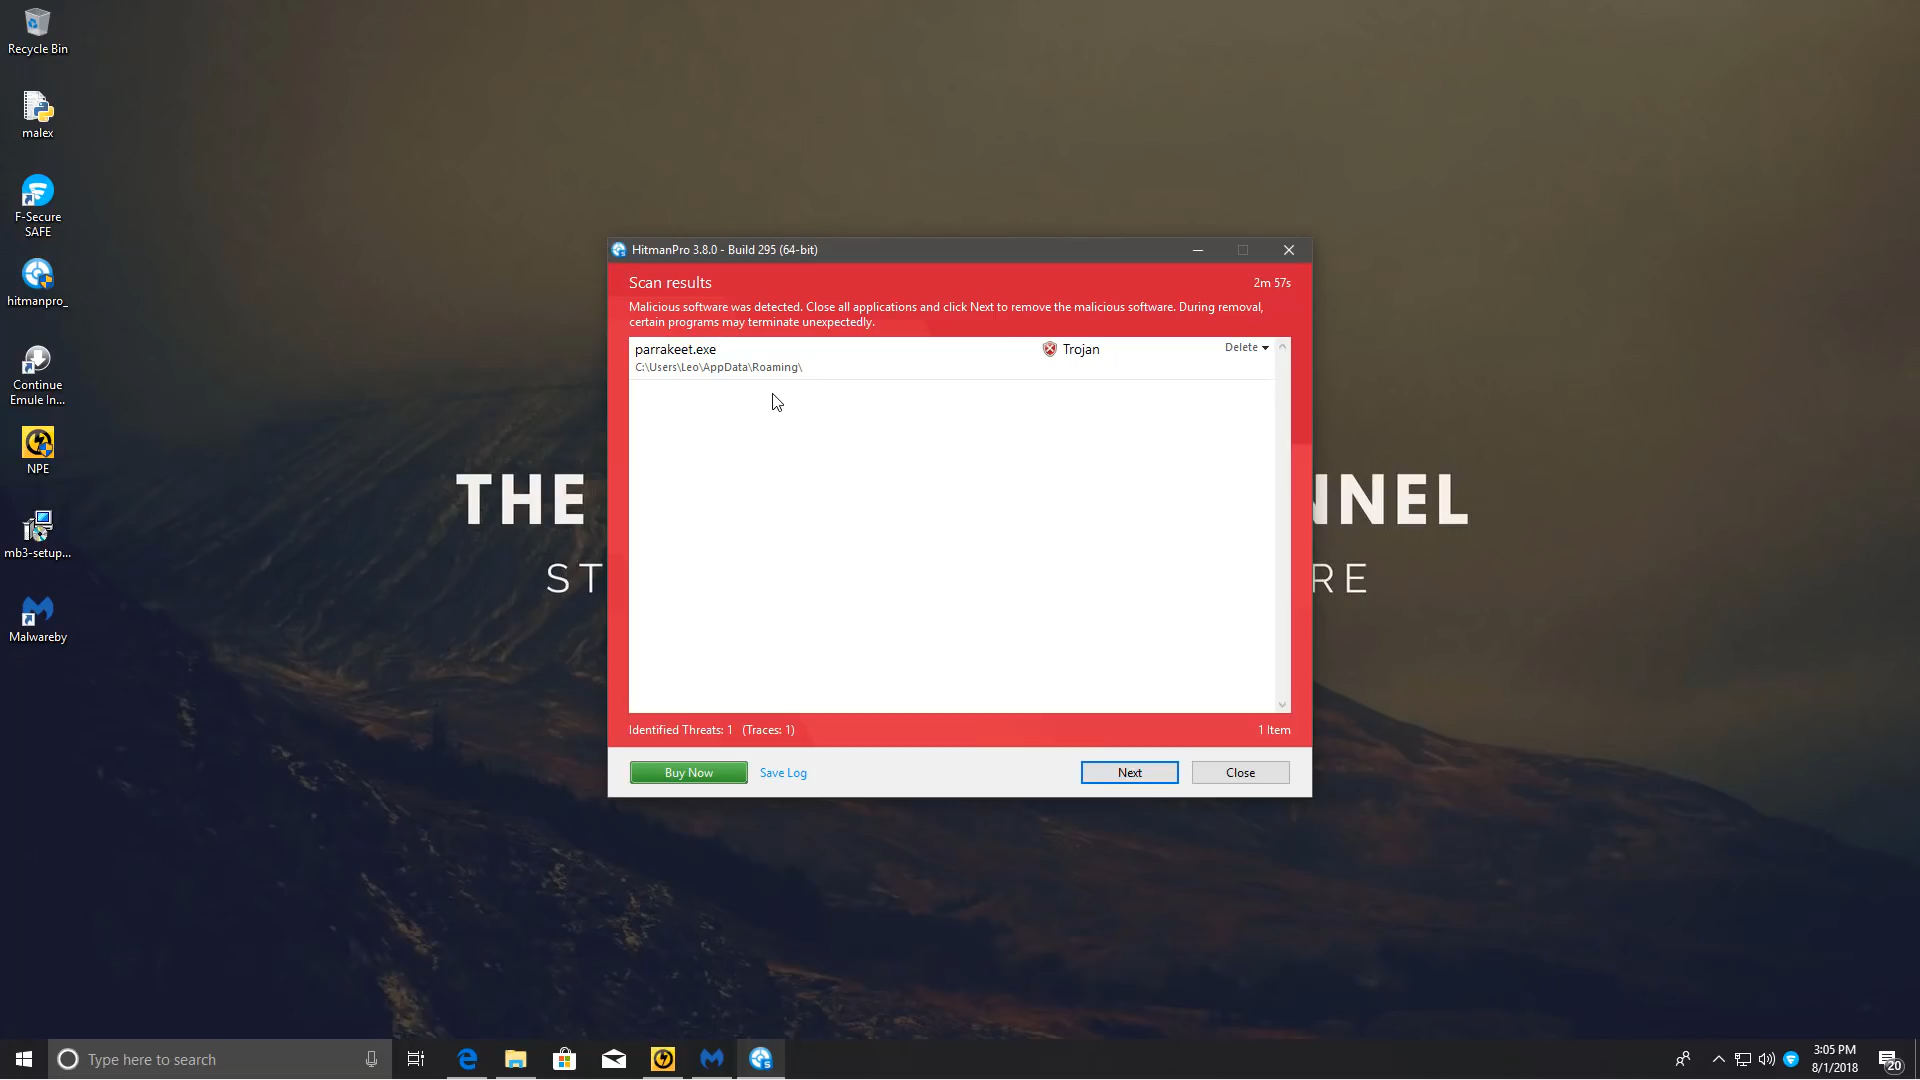 Recycle Bin
malex
F-Secure
SAFE
hitmanpro_
Continue
Emule In...
NPE
mb3-setup...
Malwareby
HitmanPro 3.8.0 - Build 295 (64-bit)
Scan results
2m 57s
Malicious software was detected. Close all applications and click Next to remove the malicious software. During removal,
certain programs may terminate unexpectedly.
parrakeet.exe
Trojan
Delete
C:\Users\Leo\AppData\Roaming\
THE
NNEL
ST
RE
Identified Threats: 1 (Traces: 1)
1 Item
Buy Now
Save Log
Next
Close
Type here to search
3:05 PM
8/1/2018
20